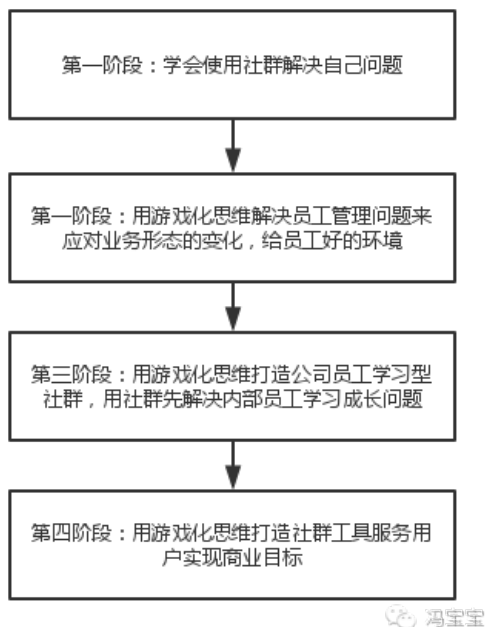 第一阶段：学会使用社群解决自己问题
第一阶段：用游戏化思维解决员工管理问题来
应对业务形态的变化，给员工好的环境
第三阶段：用游戏化思维打造公司员工学习型
社群，用社群先解决内部员工学习成长问题
第四阶段：用游戏化思维打造社群工具服务用
户实现商业目标
冯宝宝